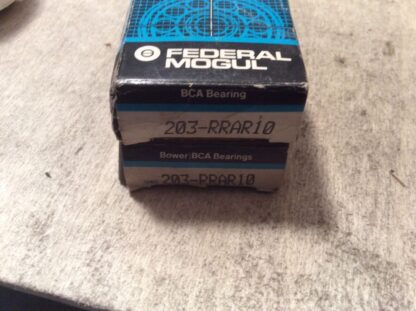 FEDERAL
MOGUL
BCA Bearing
203-RRAR10
Bower/BCA Bearings
203-RRAR10